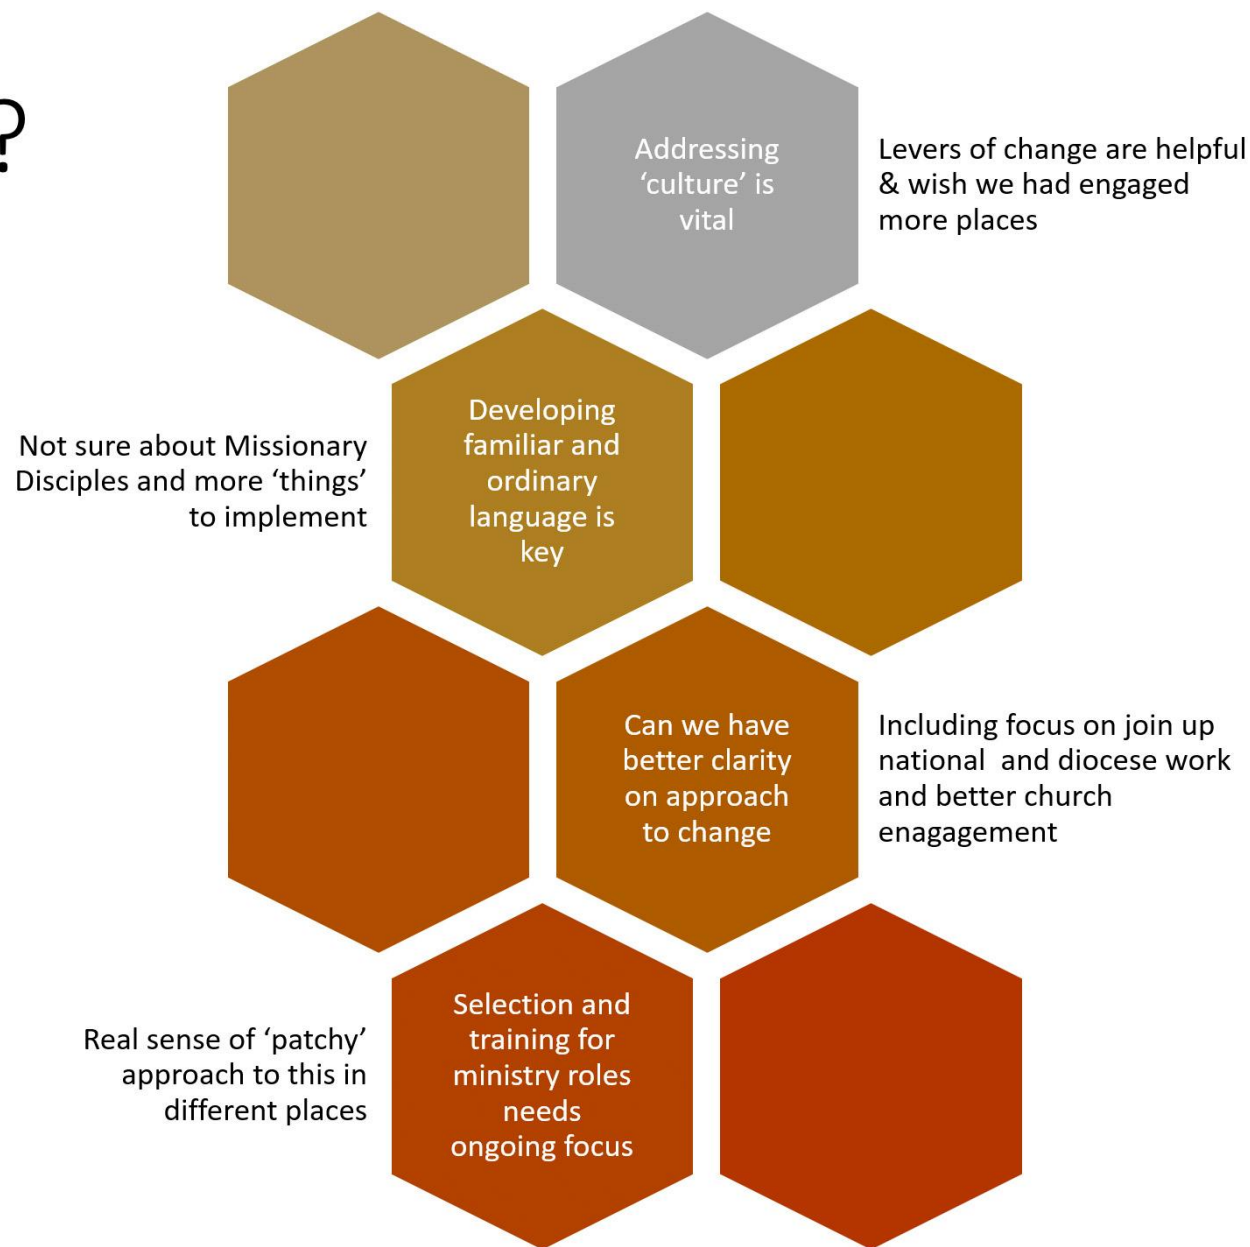 ?
Addressing
‘culture’ is
vital
Levers of change are helpful
& wish we had engaged
more places
Not sure about Missionary
Disciples and more ‘things’
to implement
Developing
familiar and
ordinary
language is
key
Can we have
better clarity
on approach
to change
Including focus on join up
national  and diocese work
and better church
enagagement
Real sense of ‘patchy’
approach to this in
different places
Selection and
training for
ministry roles
needs
ongoing focus